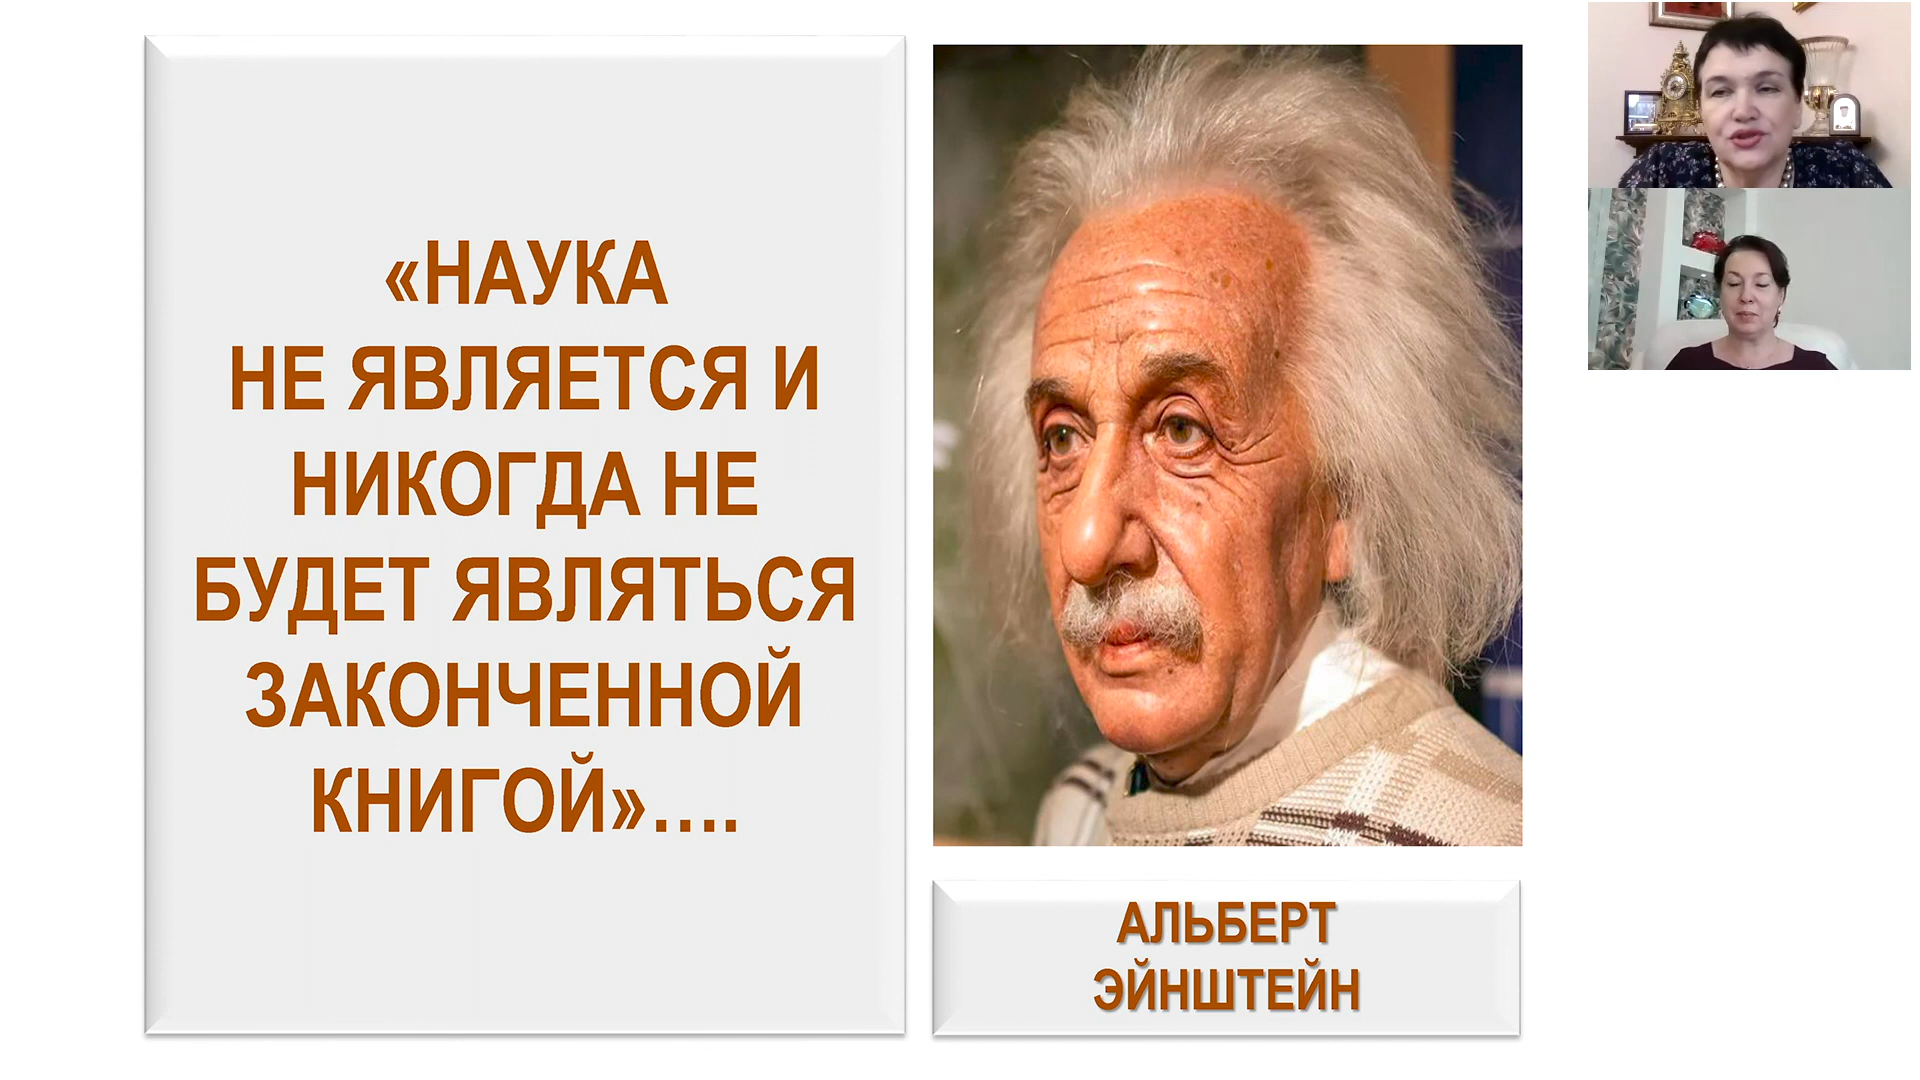 «НАУКА
НЕ ЯВЛЯЕТСЯ И
НИКОГДА НЕ
БУДЕТ ЯВЛЯТЬСЯ
ЗАКОНЧЕННОЙ
КНИГОЙ»….
АЛЬБЕРТ
ЭЙНШТЕЙН